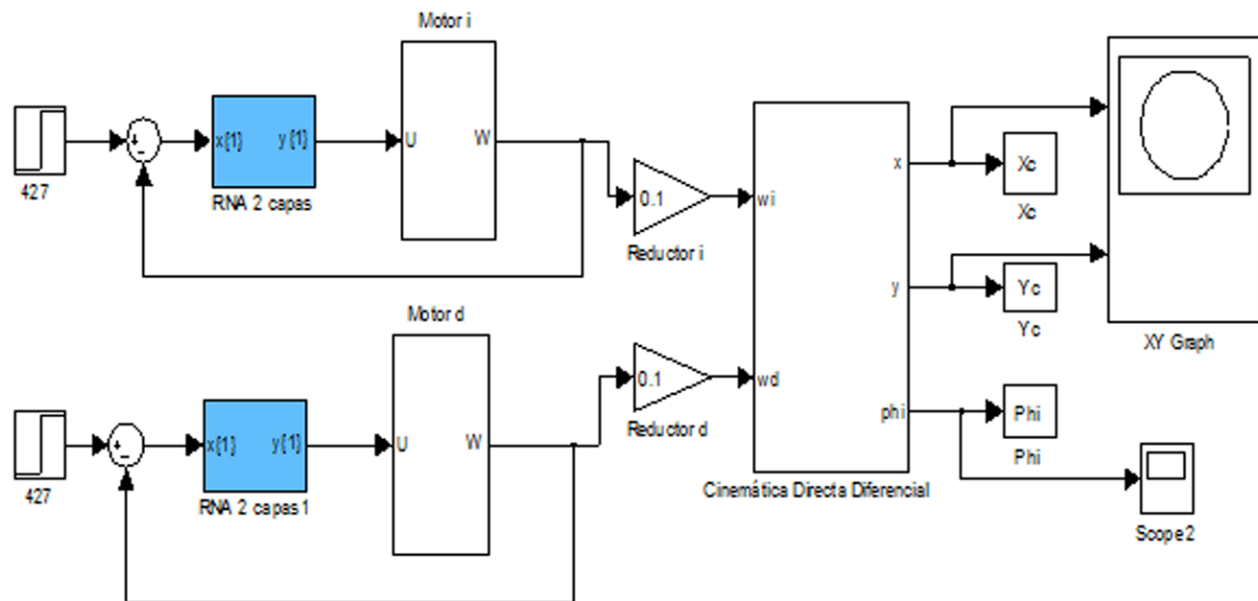 Motor i
427
+
−
x{1} y{1}
RNA 2 capas
U W
0.1
Reductor i
wi
x
Xc
Xc
y
Yc
Yc
XY Graph
Motor d
427
+
−
x{1} y{1}
RNA 2 capas1
U W
0.1
Reductor d
wd
phi
Phi
Phi
Cinemática Directa Diferencial
Scope2